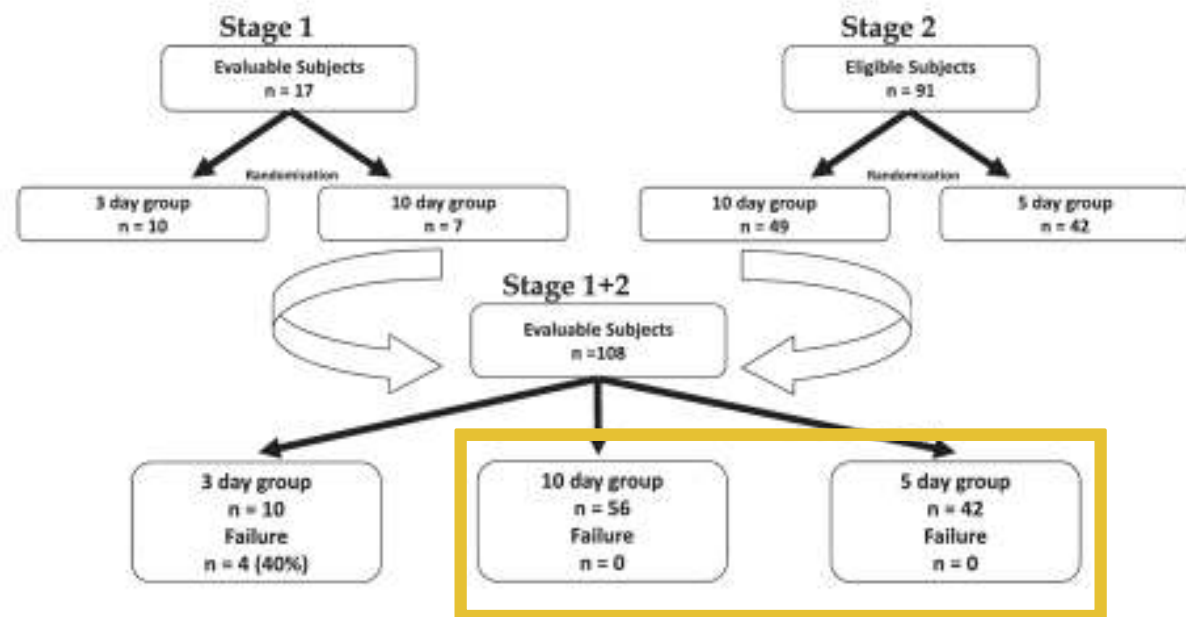 Stage 1
Evaluable Subjects
n = 17
Randomization
3 day group
n = 10
10 day group
n = 7
Stage 2
Eligible Subjects
n = 91
Randomization
10 day group
n = 49
5 day group
n = 42
Stage 1+2
Evaluable Subjects
n =108
3 day group
n = 10
Failure
n = 4 (40%)
10 day group
n = 56
Failure
n = 0
5 day group
n = 42
Failure
n = 0